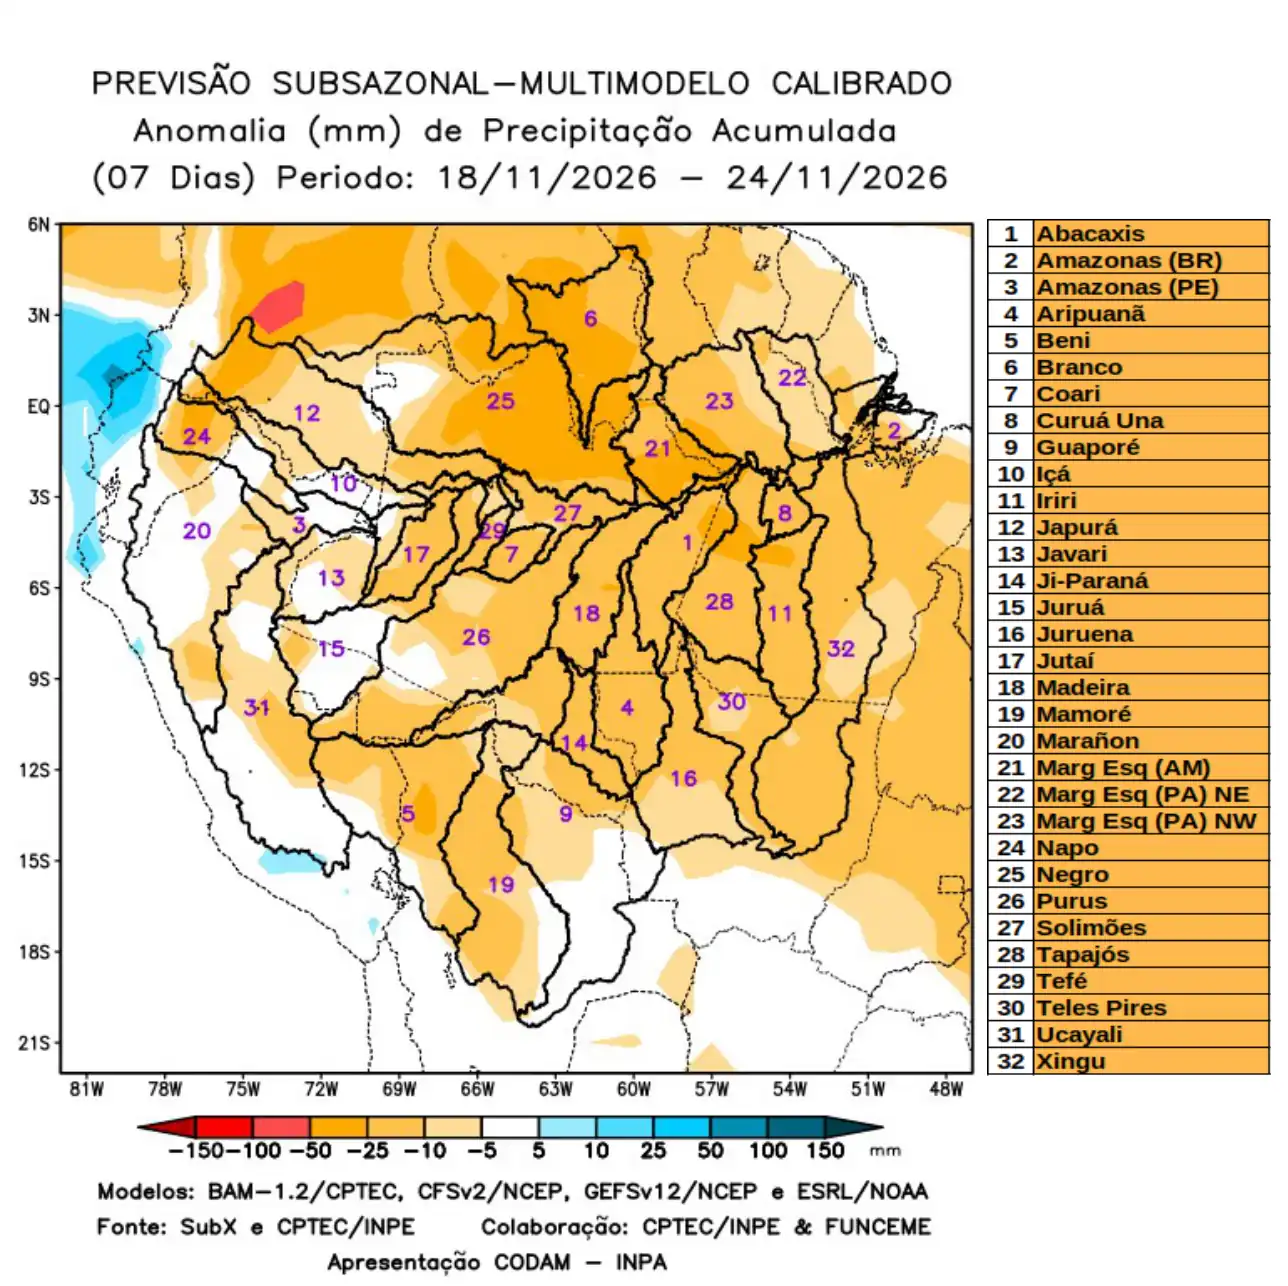 PREVISÃO SUBSAZONAL-MULTIMODELO CALIBRADO
Anomalia (mm) de Precipitação Acumulada
(07 Dias) Periodo: 18/11/2026 - 24/11/2026
6N
3N
EQ
3S
6S
9S
12S
15S
18S
21S
81W 78W 75W 72W 69W 66W 63W 60W 57W 54W 51W 48W
6
22
12
25
23
24
2
21
10
20
3
29
27
8
17
7
1
13
18
28
11
15
26
32
31
4
30
14
16
5
9
19
1 Abacaxis
2 Amazonas (BR)
3 Amazonas (PE)
4 Aripuanã
5 Beni
6 Branco
7 Coari
8 Curuá Una
9 Guaporé
10 Içá
11 Iriri
12 Japurá
13 Javari
14 Ji-Paraná
15 Juruá
16 Juruena
17 Jutaí
18 Madeira
19 Mamoré
20 Marañon
21 Marg Esq (AM)
22 Marg Esq (PA) NE
23 Marg Esq (PA) NW
24 Napo
25 Negro
26 Purus
27 Solimões
28 Tapajós
29 Tefé
30 Teles Pires
31 Ucayali
32 Xingu
-150 -100 -50 -25 -10 -5 5 10 25 50 100 150 mm
Modelos: BAM-1.2/CPTEC, CFSv2/NCEP, GEFSv12/NCEP e ESRL/NOAA
Fonte: SubX e CPTEC/INPE Colaboração: CPTEC/INPE & FUNCEME
Apresentação CODAM - INPA